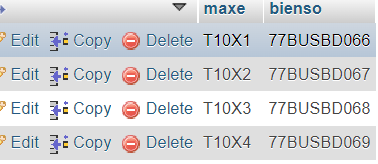 maxe bienso
Edit Copy Delete T10X1 77BUSBD066
Edit Copy Delete T10X2 77BUSBD067
Edit Copy Delete T10X3 77BUSBD068
Edit Copy Delete T10X4 77BUSBD069